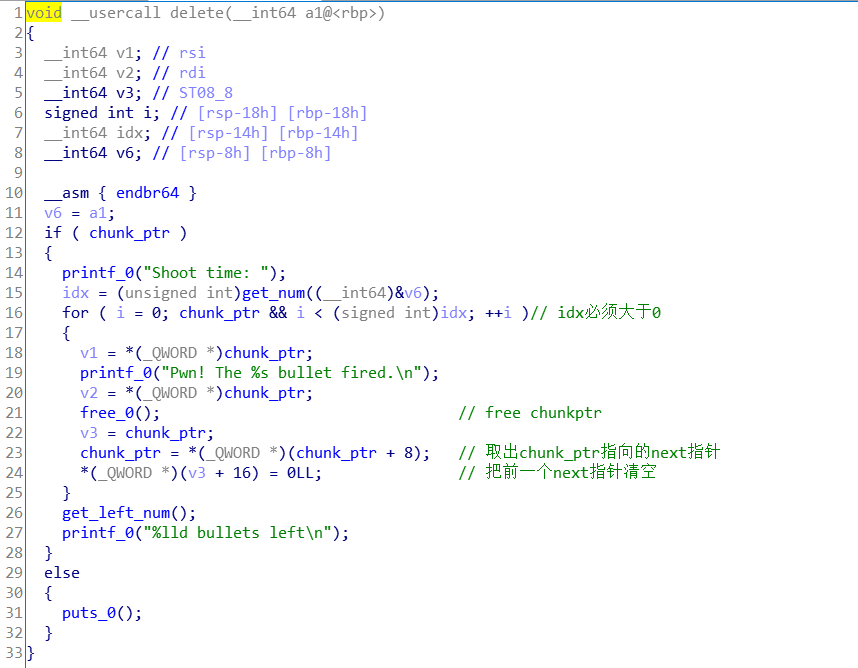 1 void __usercall delete(__int64 a1@<rbp>)
2 {
3 __int64 v1; // rsi
4 __int64 v2; // rdi
5 __int64 v3; // ST08_8
6 signed int i; // [rsp-18h] [rbp-18h]
7 __int64 idx; // [rsp-14h] [rbp-14h]
8 __int64 v6; // [rsp-8h] [rbp-8h]
9
10 __asm { endbr64 }
11 v6 = a1;
12 if ( chunk_ptr )
13 {
14 printf_0("Shoot time: ");
15 idx = (unsigned int)get_num((__int64)&v6);
16 for ( i = 0; chunk_ptr && i < (signed int)idx; ++i )// idx必须大于0
17 {
18 v1 = *(_QWORD *)chunk_ptr;
19 printf_0("Pwn! The %s bullet fired.\n");
20 v2 = *(_QWORD *)chunk_ptr;
21 free_0(); // free chunkptr
22 v3 = chunk_ptr;
23 chunk_ptr = *(_QWORD *)(chunk_ptr + 8); // 取出chunk_ptr指向的next指针
24 *(_QWORD *)(v3 + 16) = 0LL; // 把前一个next指针清空
25 }
26 get_left_num();
27 printf_0("%lld bullets left\n");
28 }
29 else
30 {
31 puts_0();
32 }
33 }